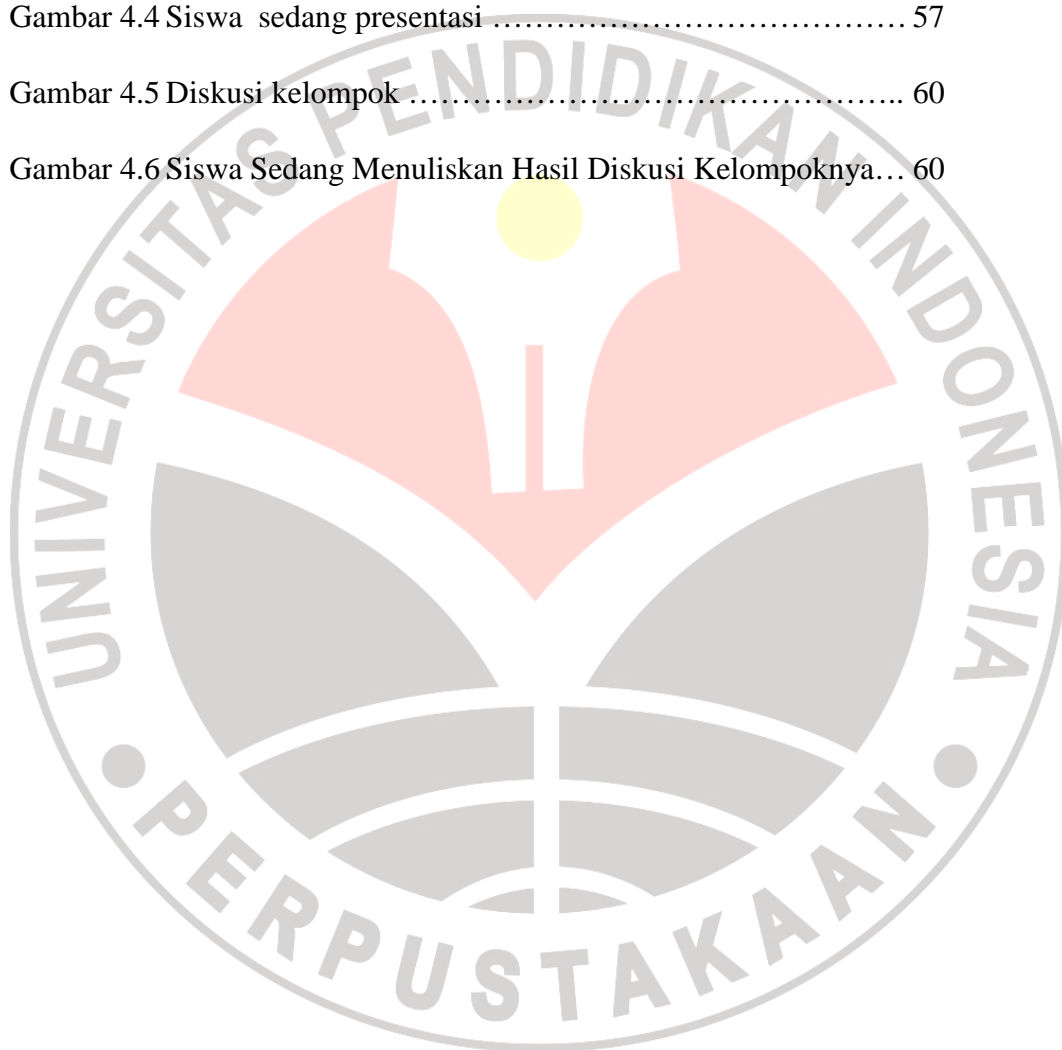 Gambar 4.4 Siswa  sedang presentasi ………………………………… 57
Gambar 4.5 Diskusi kelompok ……………………………………….. 60
Gambar 4.6 Siswa Sedang Menuliskan Hasil Diskusi Kelompoknya… 60
UNIVERSITAS PENDIDIKAN INDONESIA
PERPUSTAKAAN